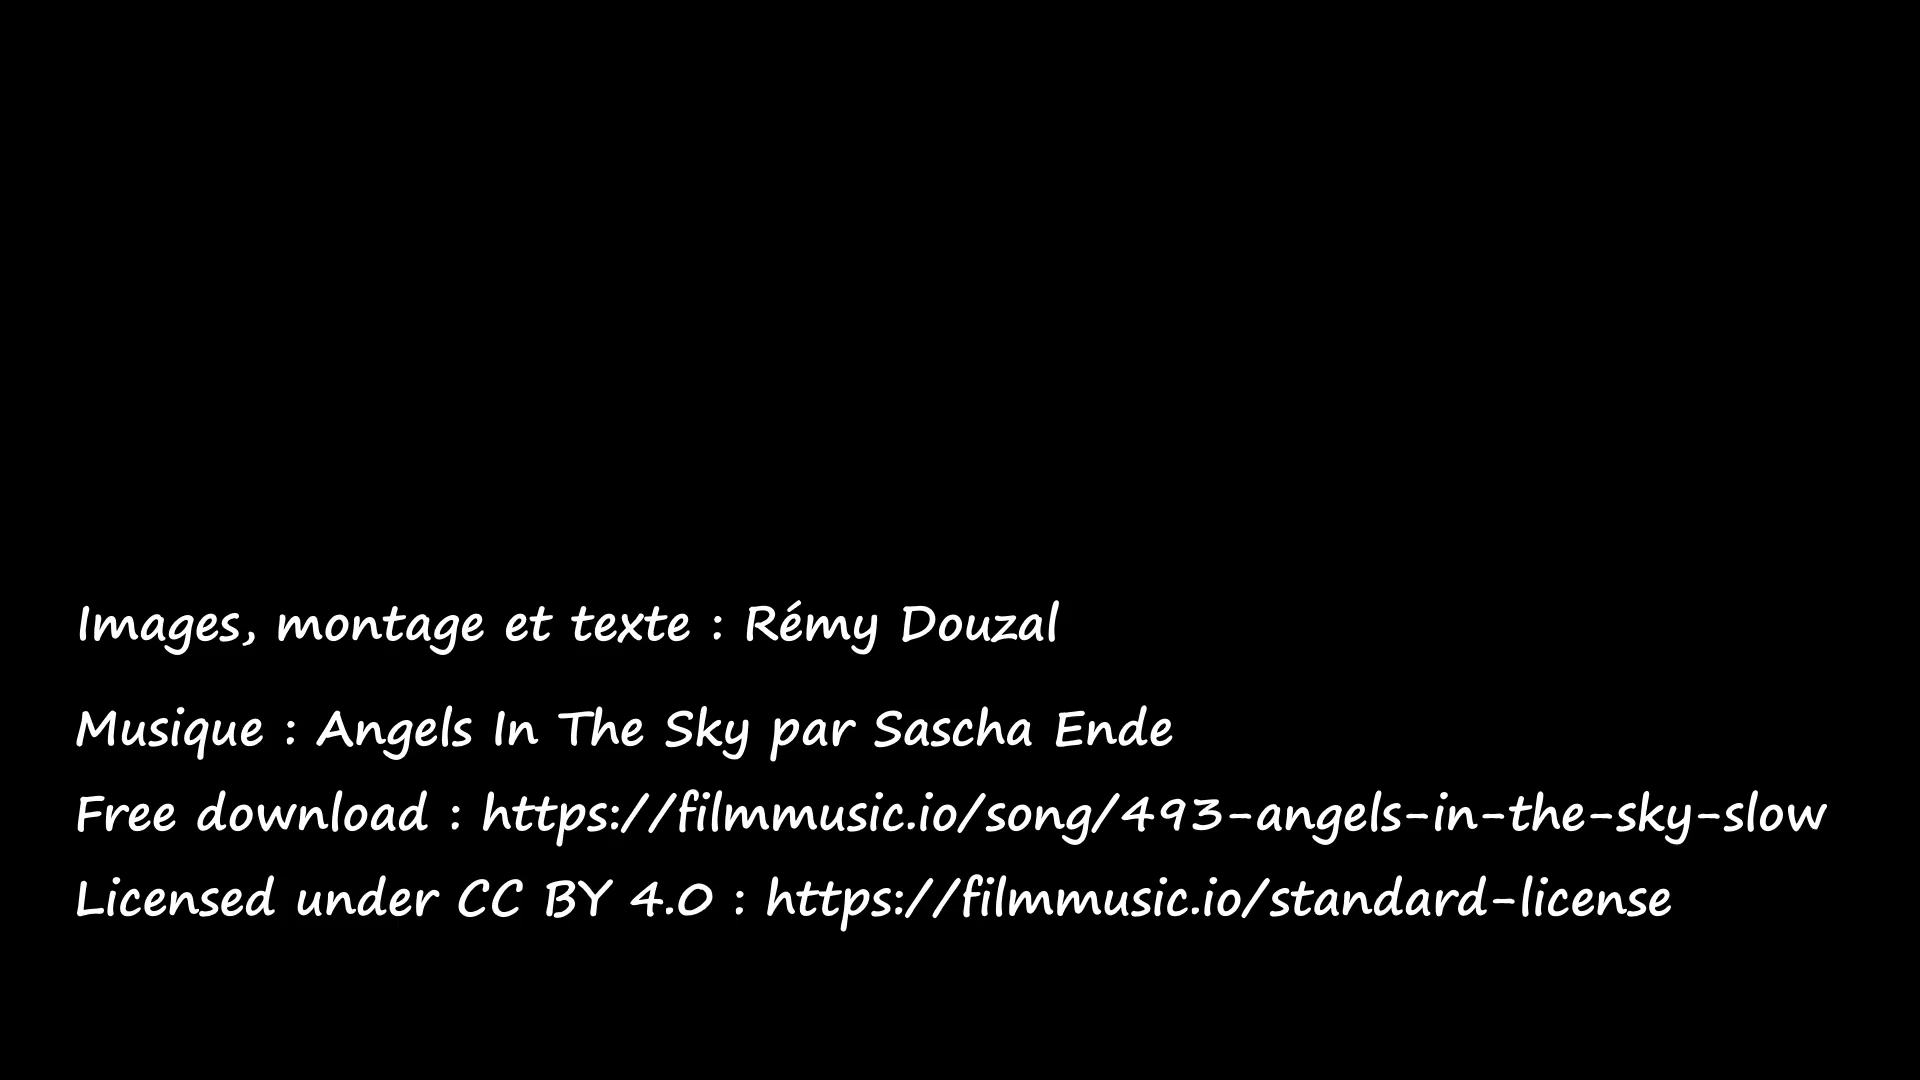 Images, montage et texte : Rémy Douzal
Musique : Angels In The Sky par Sascha Ende
Free download : https://filmmusic.io/song/493-angels-in-the-sky-slow
Licensed under CC BY 4.0 : https://filmmusic.io/standard-license